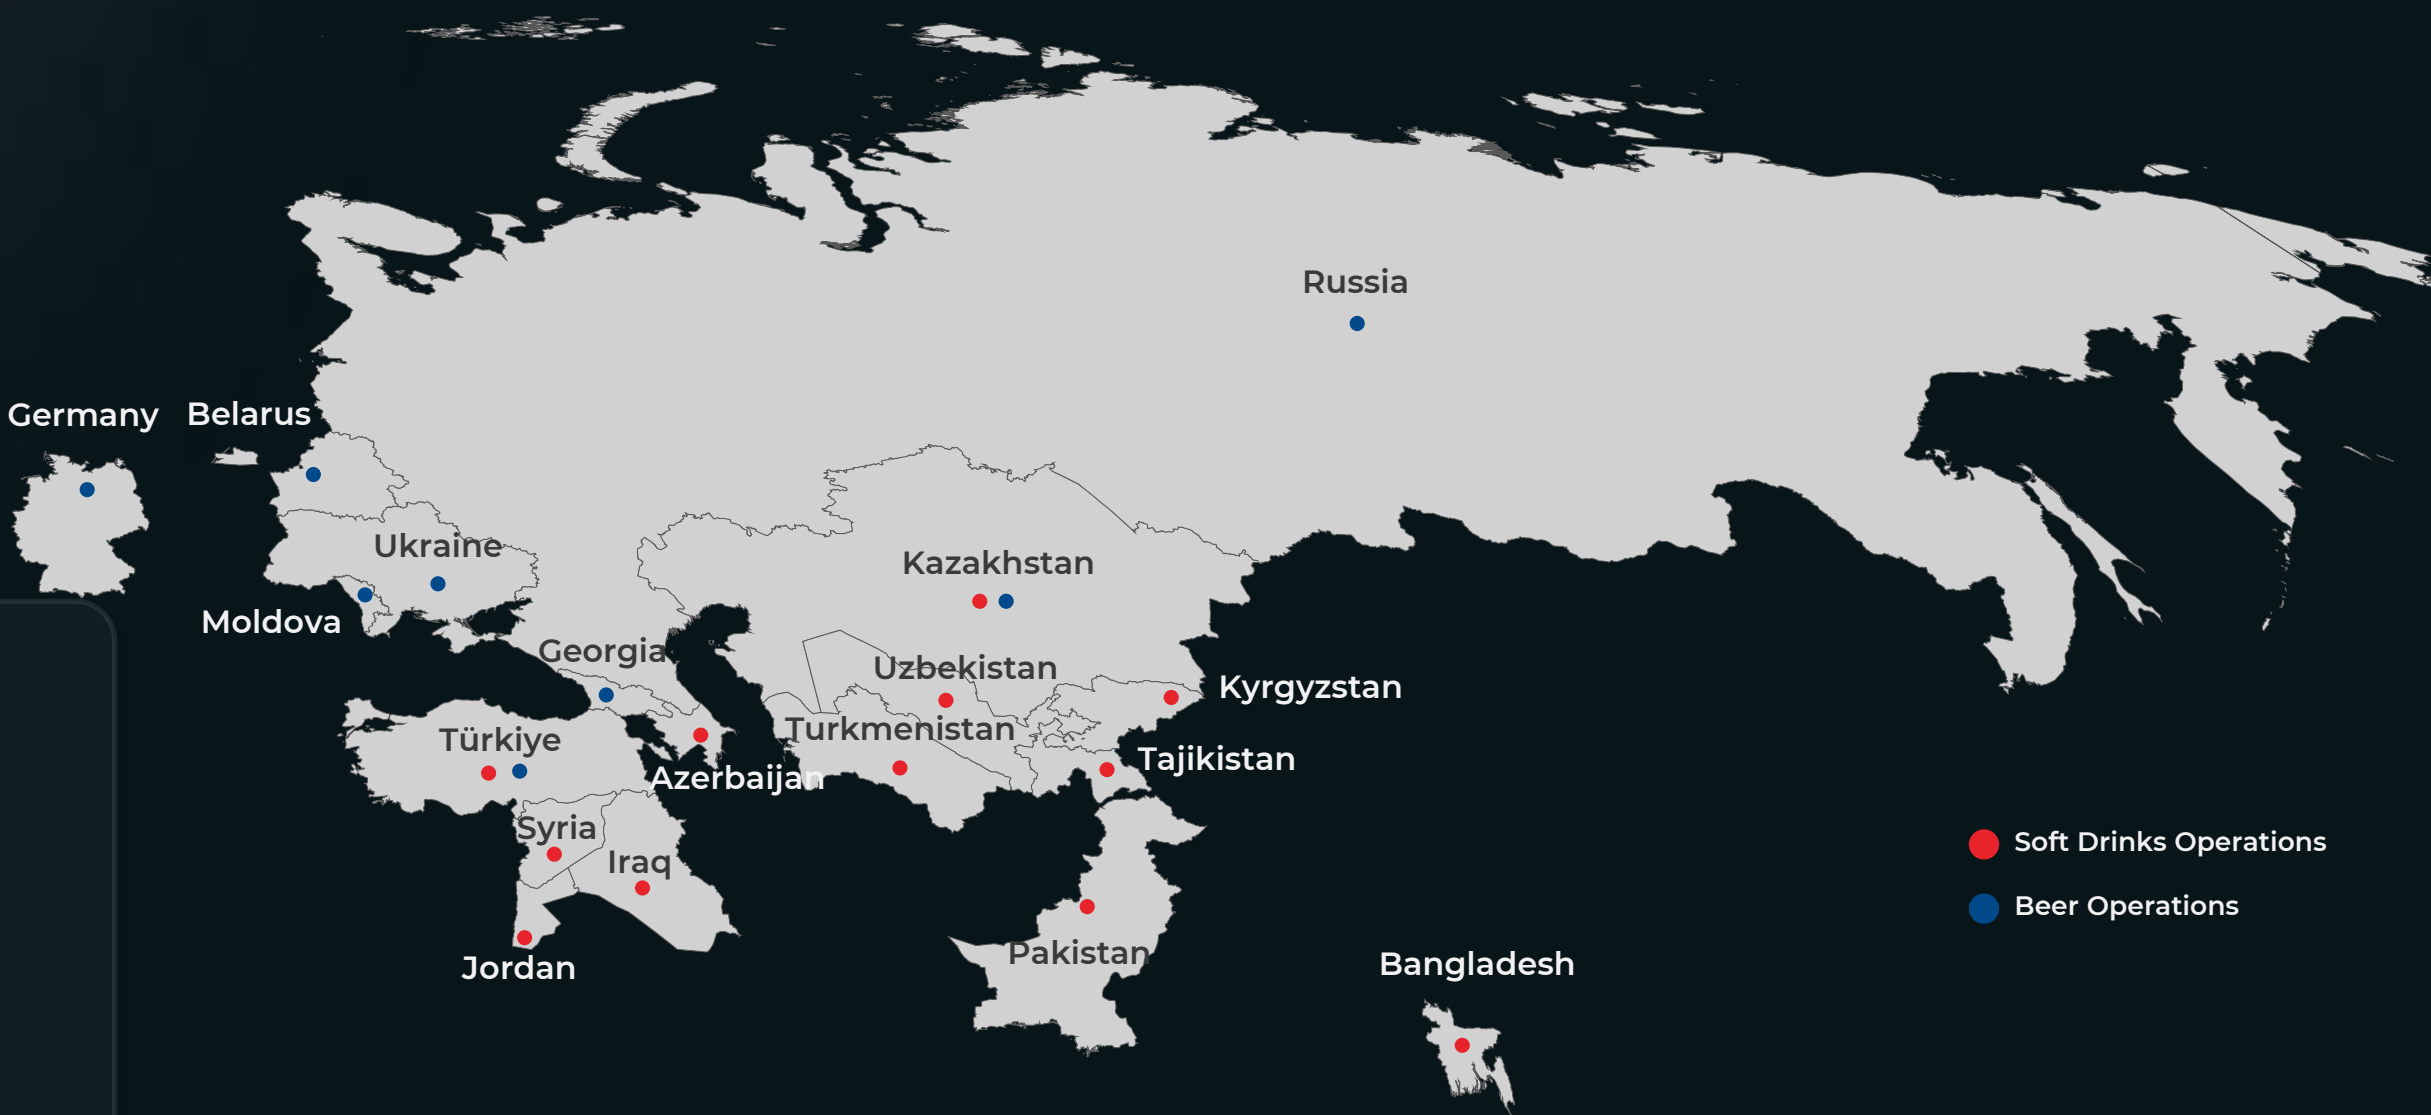 Russia
Germany
Belarus
Ukraine
Kazakhstan
Moldova
Georgia
Uzbekistan
Kyrgyzstan
Turkmenistan
Türkiye
Tajikistan
Azerbaijan
Syria
Soft Drinks Operations
Iraq
Beer Operations
Pakistan
Bangladesh
Jordan